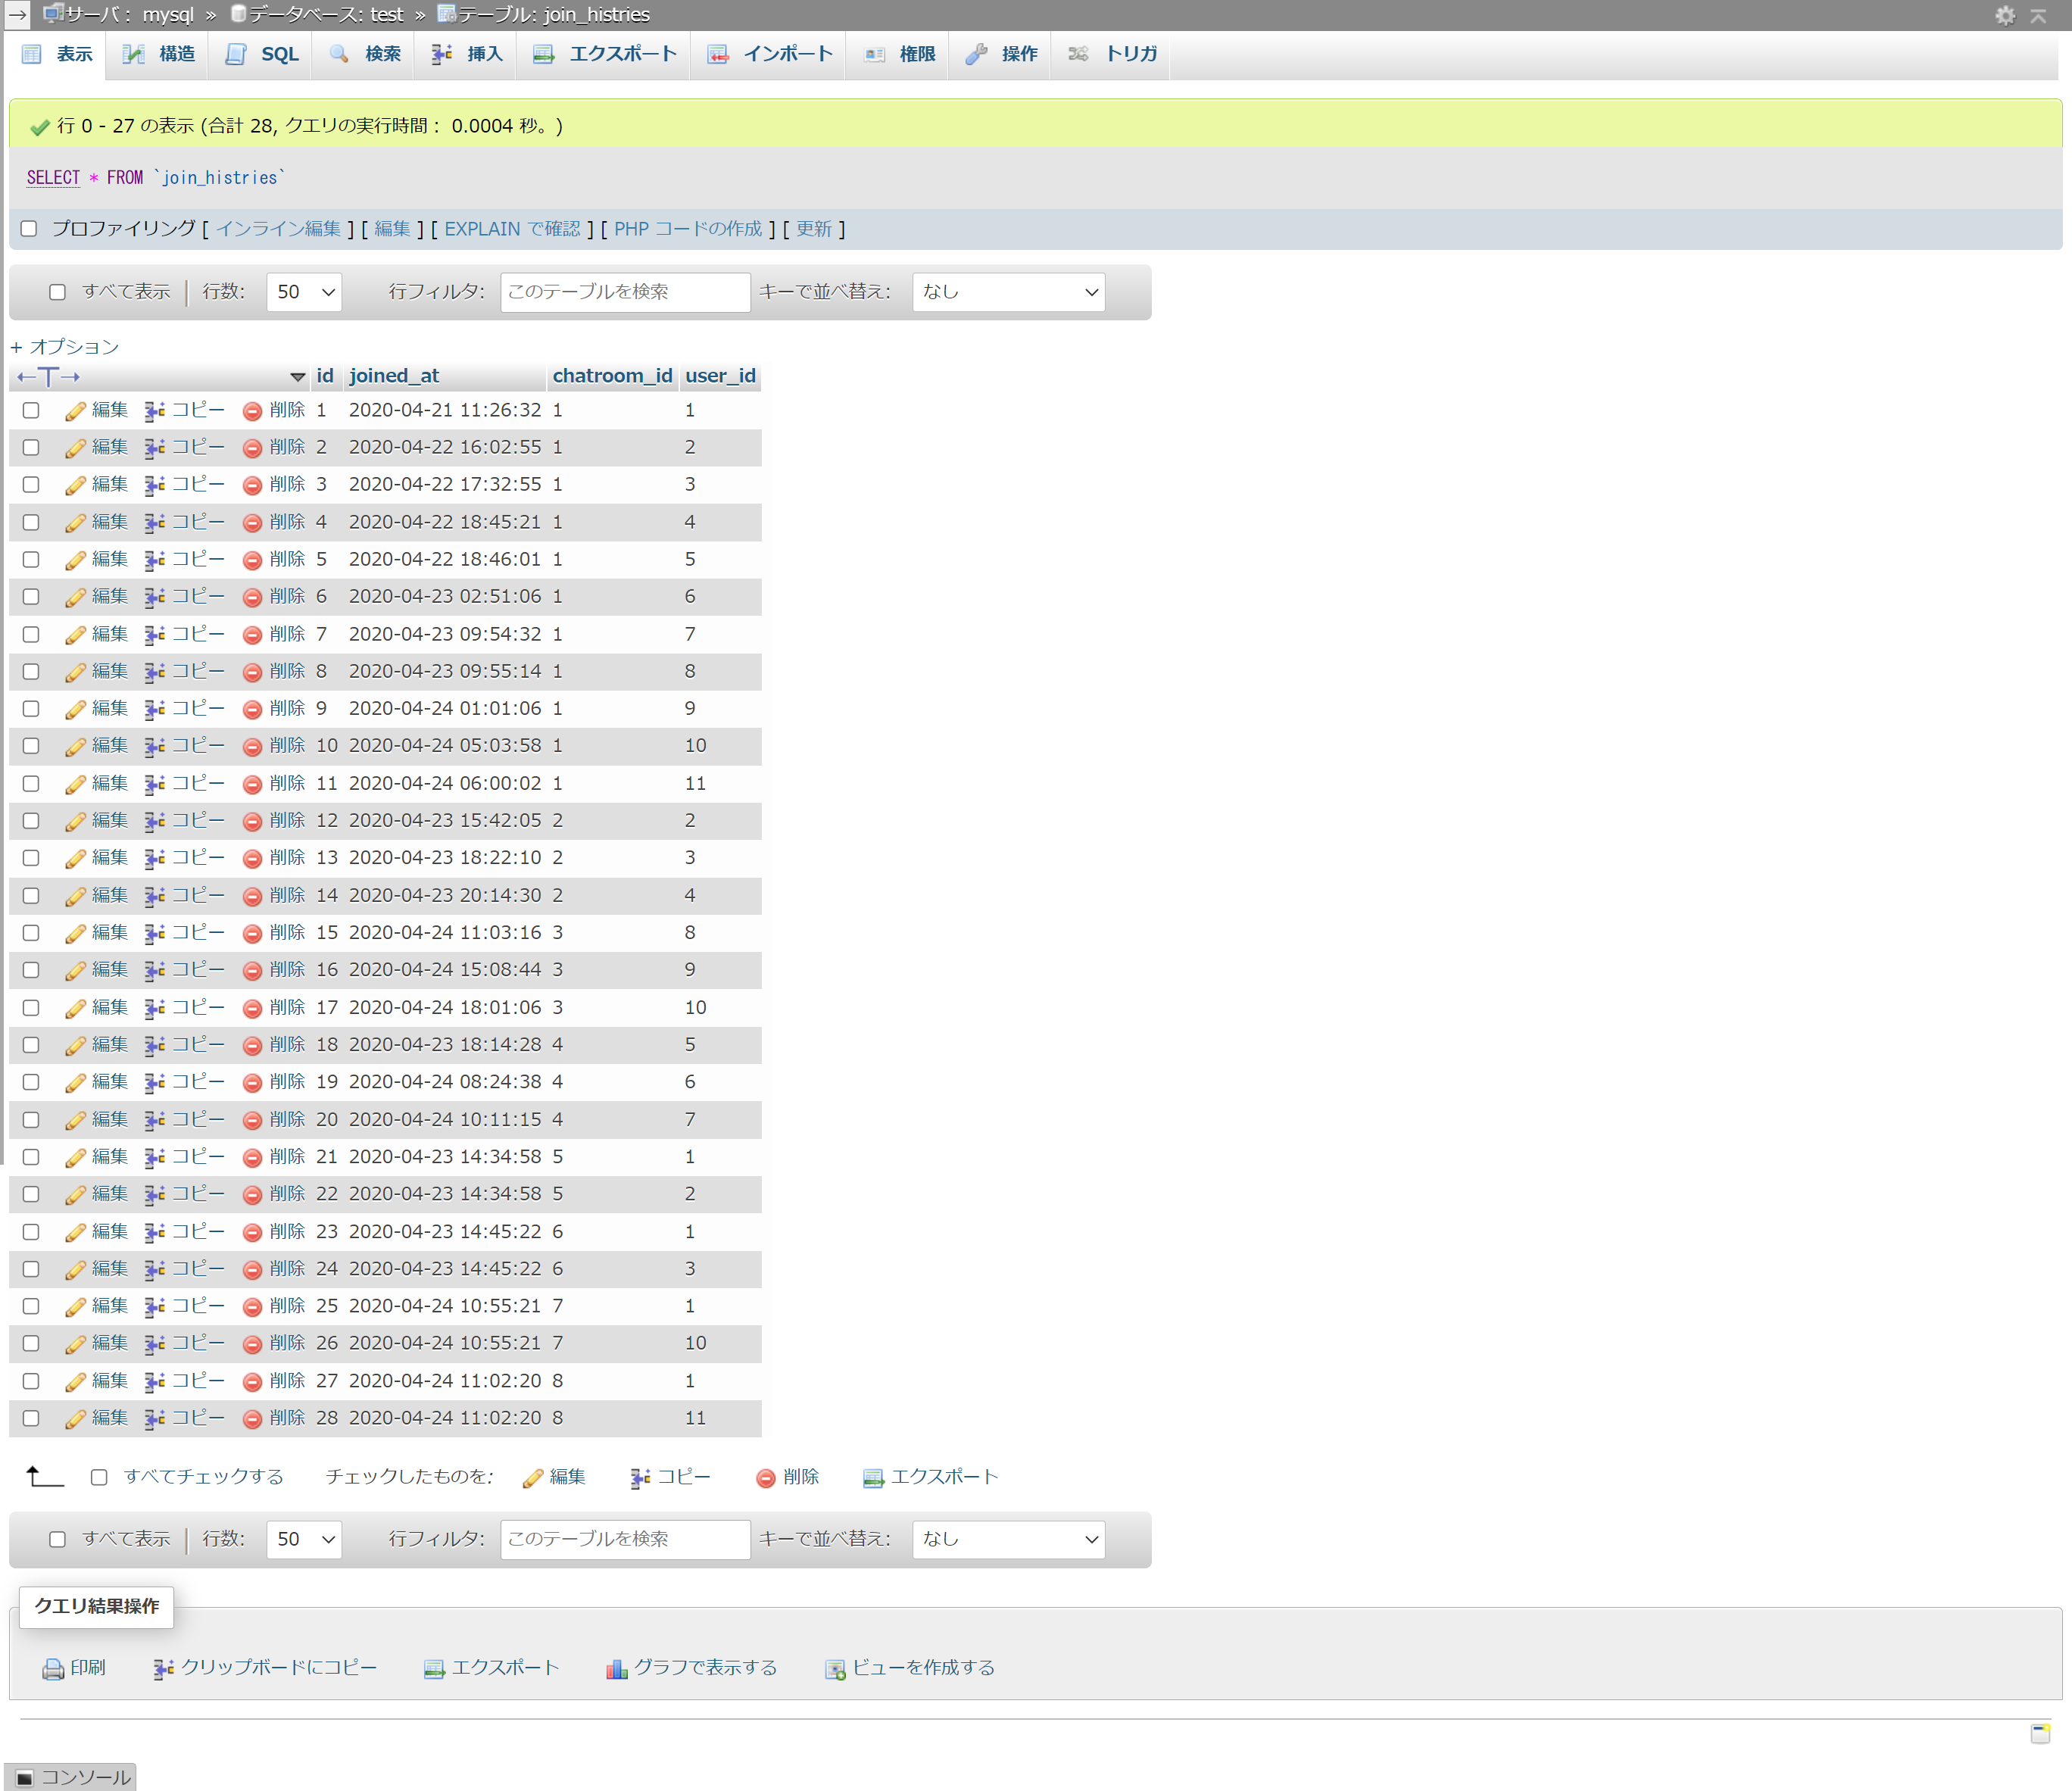 サーバ: mysql » データベース: test » テーブル: join_histries
表示 構造 SQL 検索 挿入 エクスポート インポート 権限 操作 トリガ
行 0 - 27 の表示 (合計 28, クエリの実行時間: 0.0004 秒。)
SELECT * FROM `join_histries`
プロファイリング [ インライン編集 ] [ 編集 ] [ EXPLAIN で確認 ] [ PHP コードの作成 ] [ 更新 ]
すべて表示 行数: 50 行フィルタ: このテーブルを検索 キーで並べ替え: なし
+ オプション
←T→ id joined_at chatroom_id user_id
編集 コピー 削除 1 2020-04-21 11:26:32 1 1
編集 コピー 削除 2 2020-04-22 16:02:55 1 2
編集 コピー 削除 3 2020-04-22 17:32:55 1 3
編集 コピー 削除 4 2020-04-22 18:45:21 1 4
編集 コピー 削除 5 2020-04-22 18:46:01 1 5
編集 コピー 削除 6 2020-04-23 02:51:06 1 6
編集 コピー 削除 7 2020-04-23 09:54:32 1 7
編集 コピー 削除 8 2020-04-23 09:55:14 1 8
編集 コピー 削除 9 2020-04-24 01:01:06 1 9
編集 コピー 削除 10 2020-04-24 05:03:58 1 10
編集 コピー 削除 11 2020-04-24 06:00:02 1 11
編集 コピー 削除 12 2020-04-23 15:42:05 2 2
編集 コピー 削除 13 2020-04-23 18:22:10 2 3
編集 コピー 削除 14 2020-04-23 20:14:30 2 4
編集 コピー 削除 15 2020-04-24 11:03:16 3 8
編集 コピー 削除 16 2020-04-24 15:08:44 3 9
編集 コピー 削除 17 2020-04-24 18:01:06 3 10
編集 コピー 削除 18 2020-04-23 18:14:28 4 5
編集 コピー 削除 19 2020-04-24 08:24:38 4 6
編集 コピー 削除 20 2020-04-24 10:11:15 4 7
編集 コピー 削除 21 2020-04-23 14:34:58 5 1
編集 コピー 削除 22 2020-04-23 14:34:58 5 2
編集 コピー 削除 23 2020-04-23 14:45:22 6 1
編集 コピー 削除 24 2020-04-23 14:45:22 6 3
編集 コピー 削除 25 2020-04-24 10:55:21 7 1
編集 コピー 削除 26 2020-04-24 10:55:21 7 10
編集 コピー 削除 27 2020-04-24 11:02:20 8 1
編集 コピー 削除 28 2020-04-24 11:02:20 8 11
すべてチェックする チェックしたものを: 編集 コピー 削除 エクスポート
すべて表示 行数: 50 行フィルタ: このテーブルを検索 キーで並べ替え: なし
クエリ結果操作
印刷 クリップボードにコピー エクスポート グラフで表示する ビューを作成する
コンソール